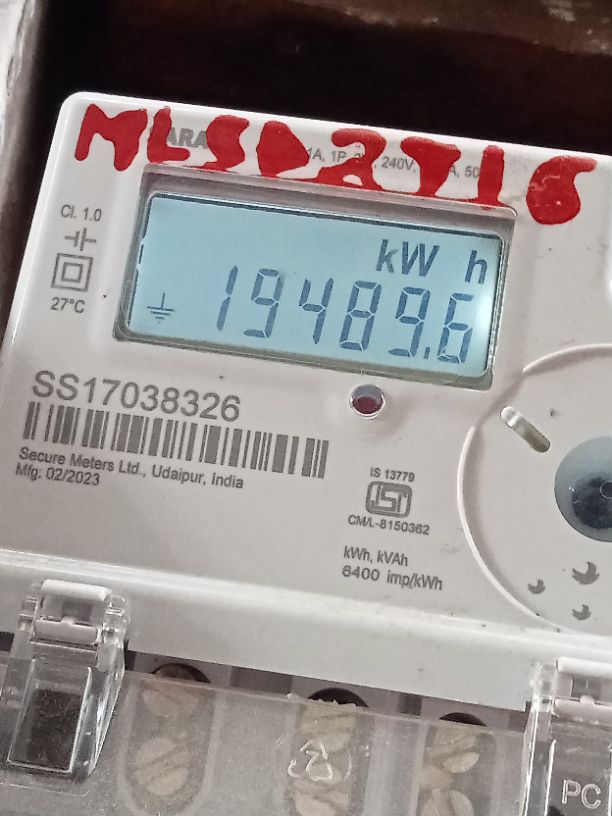 MLSD2716
Cl. 1.0
27°C
kW h
19489.6
SS17038326
Secure Meters Ltd., Udaipur, India
Mfg: 02/2023
IS 13779
ISI
CM/L-8150362
kWh, kVAh
6400 imp/kWh
PC